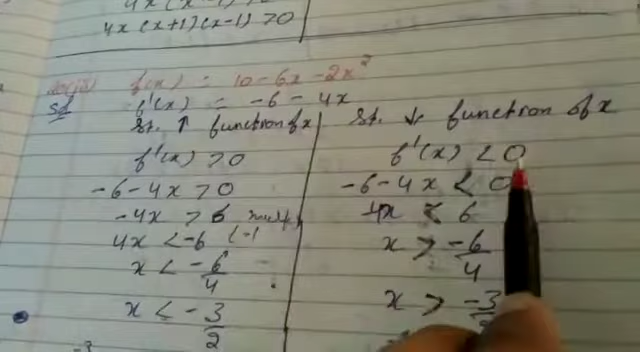 4x (x+1) (x-1) >0
f(x) = 10-6x-2x²
Sol f'(x) = -6-4x
St. ↑ function of x
f'(x) >0
-6-4x >0
-4x > 6
4x < -6
x < -6/4
x < -3/2
St. ↓ function of x
f'(x) <0
-6-4x < 0
4x < 6
x > -6/4
x > -3/2